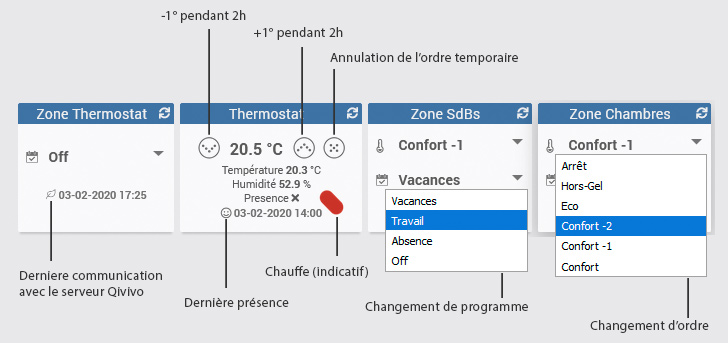 -1° pendant 2h
+1° pendant 2h
Annulation de l'ordre temporaire
Zone Thermostat
Off
03-02-2020 17:25
Thermostat
20.5 °C
Température 20.3 °C
Humidité 52.9 %
Presence ✕
03-02-2020 14:00
Zone SdBs
Confort -1
Vacances
Vacances
Travail
Absence
Off
Zone Chambres
Confort -1
Arrêt
Hors-Gel
Eco
Confort -2
Confort -1
Confort
Derniere communication
avec le serveur Qivivo
Dernière présence
Chauffe (indicatif)
Changement de programme
Changement d'ordre